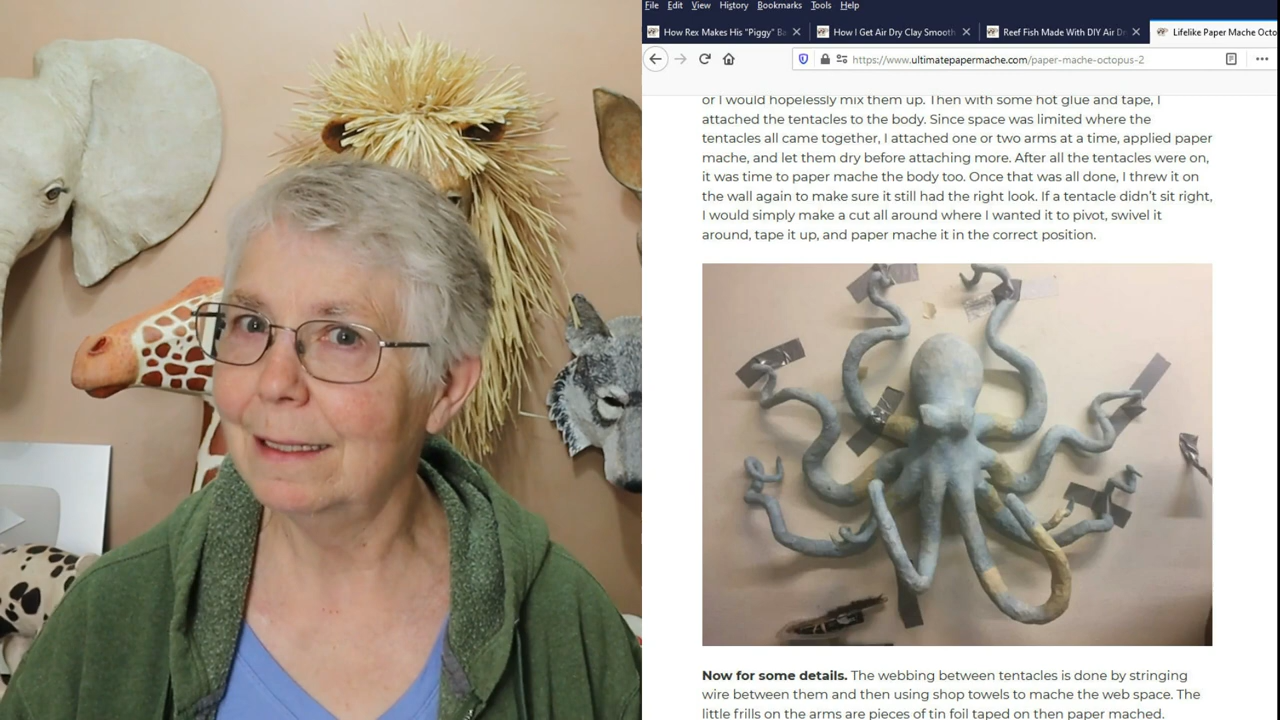 File Edit View History Bookmarks Tools Help
How Rex Makes His "Piggy" Ba
How I Get Air Dry Clay Smooth
Reef Fish Made With DIY Air Dr
Lifelike Paper Mache Octo
https://www.ultimatepapermache.com/paper-mache-octopus-2
or I would hopelessly mix them up. Then with some hot glue and tape, I
attached the tentacles to the body. Since space was limited where the
tentacles all came together, I attached one or two arms at a time, applied paper
mache, and let them dry before attaching more. After all the tentacles were on,
it was time to paper mache the body too. Once that was all done, I threw it on
the wall again to make sure it still had the right look. If a tentacle didn’t sit right,
I would simply make a cut all around where I wanted it to pivot, swivel it
around, tape it up, and paper mache it in the correct position.
Now for some details. The webbing between tentacles is done by stringing
wire between them and then using shop towels to mache the web space. The
little frills on the arms are pieces of tin foil taped on then paper mached.